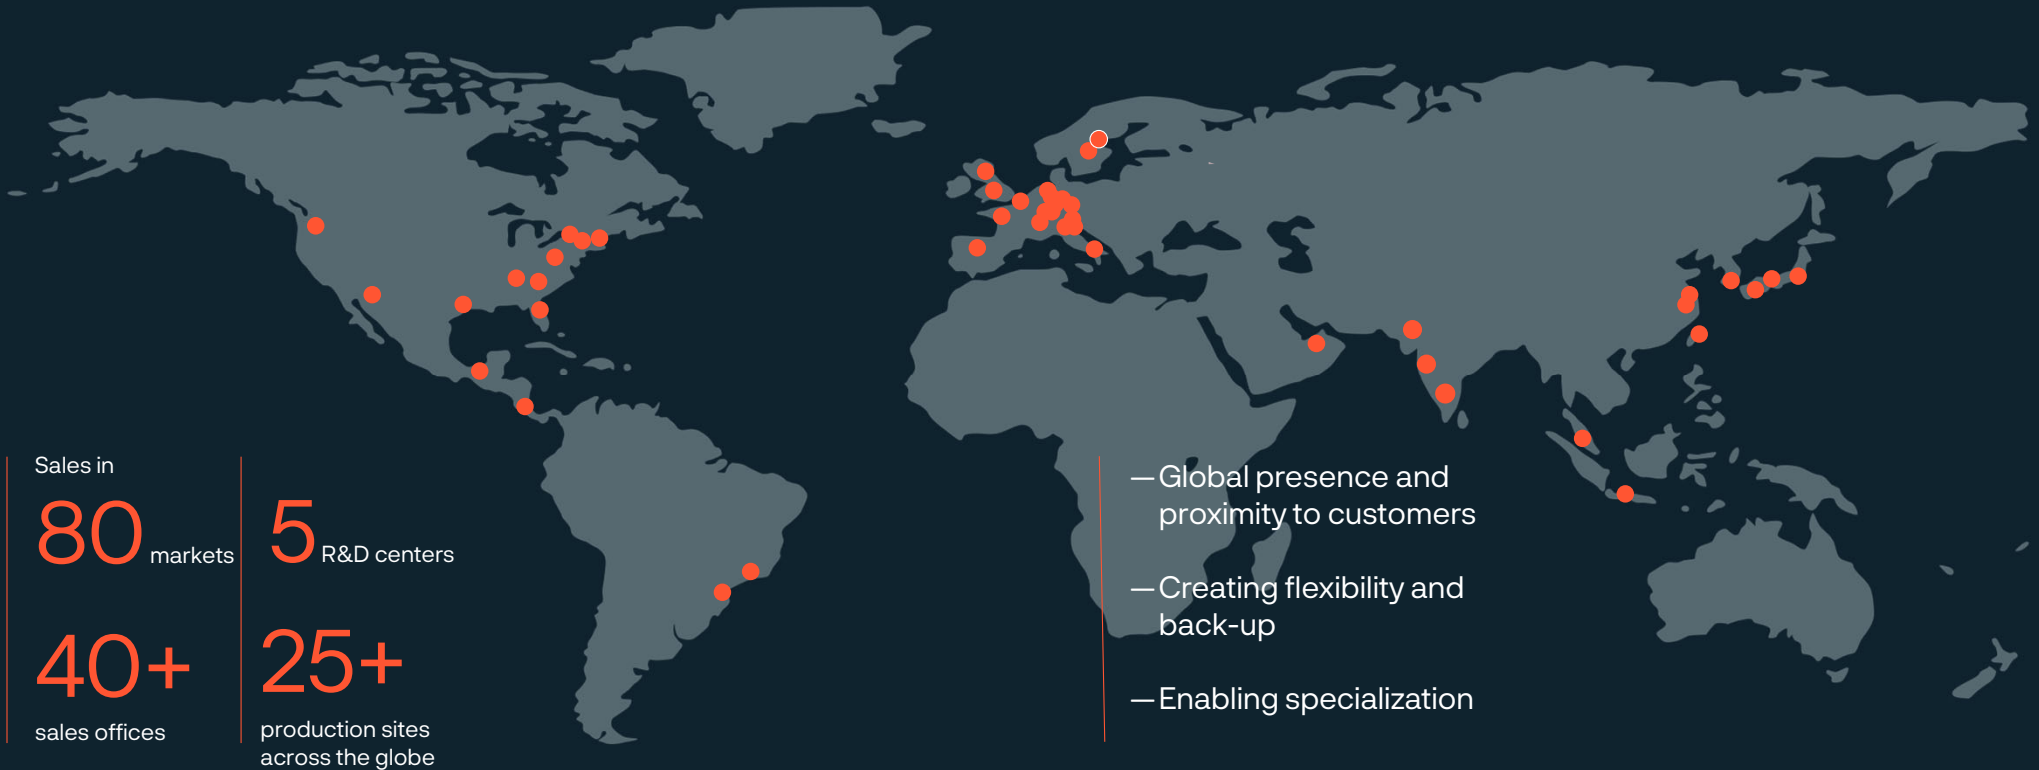 Sales in
80 markets
5 R&D centers
40+
sales offices
25+
production sites
across the globe
—Global presence and
proximity to customers
—Creating flexibility and
back-up
—Enabling specialization